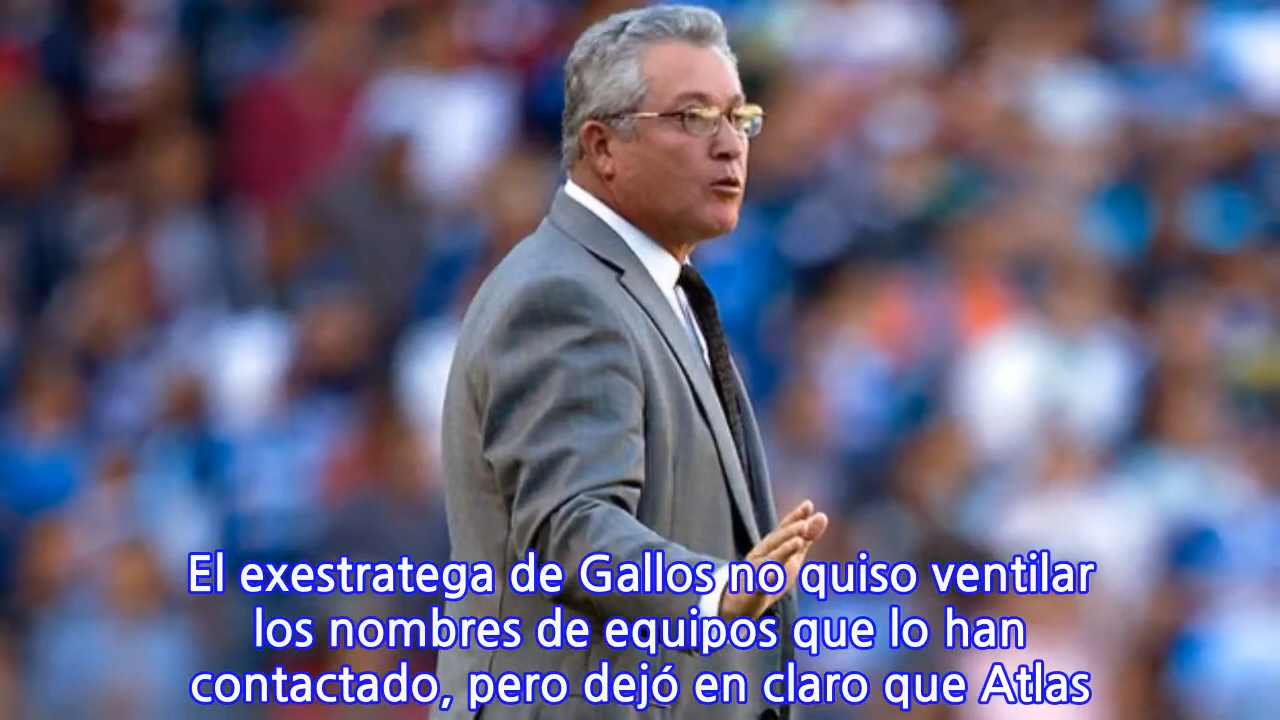 El exestratega de Gallos no quiso ventilar
los nombres de equipos que lo han
contactado, pero dejó en claro que Atlas